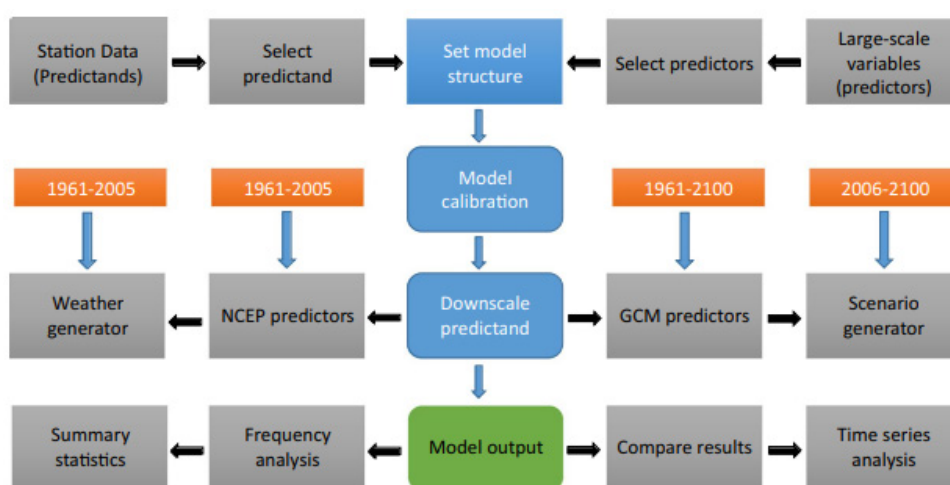 Station Data
(Predictands)
Select
predictand
Set model
structure
Select predictors
Large-scale
variables
(predictors)
Model
calibration
1961-2005
1961-2005
1961-2100
2006-2100
Weather
generator
NCEP predictors
Downscale
predictand
GCM predictors
Scenario
generator
Summary
statistics
Frequency
analysis
Model output
Compare results
Time series
analysis